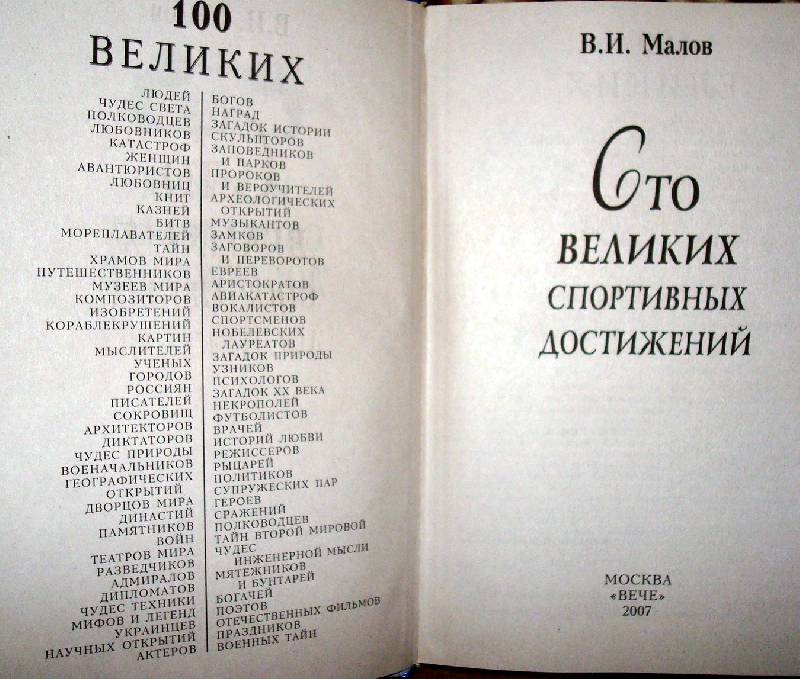 100
ВЕЛИКИХ
ЛЮДЕЙ
ЧУДЕС СВЕТА
ПОЛКОВОДЦЕВ
ЛЮБОВНИКОВ
КАТАСТРОФ
ЖЕНЩИН
АВАНТЮРИСТОВ
ЛЮБОВНИЦ
КНИГ
КАЗНЕЙ
БИТВ
МОРЕПЛАВАТЕЛЕЙ
ТАЙН
ХРАМОВ МИРА
ПУТЕШЕСТВЕННИКОВ
МУЗЕЕВ МИРА
КОМПОЗИТОРОВ
ИЗОБРЕТЕНИЙ
КОРАБЛЕКРУШЕНИЙ
КАРТИН
МЫСЛИТЕЛЕЙ
УЧЕНЫХ
ГОРОДОВ
РОССИЯН
ПИСАТЕЛЕЙ
СОКРОВИЩ
АРХИТЕКТОРОВ
ДИКТАТОРОВ
ЧУДЕС ПРИРОДЫ
ВОЕНАЧАЛЬНИКОВ
ГЕОГРАФИЧЕСКИХ
ОТКРЫТИЙ
ДВОРЦОВ МИРА
ДИНАСТИЙ
ПАМЯТНИКОВ
ВОЙН
ТЕАТРОВ МИРА
РАЗВЕДЧИКОВ
АДМИРАЛОВ
ДИПЛОМАТОВ
ЧУДЕС ТЕХНИКИ
МИФОВ И ЛЕГЕНД
УКРАИНЦЕВ
НАУЧНЫХ ОТКРЫТИЙ
АКТЕРОВ
БОГОВ
НАГРАД
ЗАГАДОК ИСТОРИИ
СКУЛЬПТОРОВ
ЗАПОВЕДНИКОВ
И ПАРКОВ
ПРОРОКОВ
И ВЕРОУЧИТЕЛЕЙ
АРХЕОЛОГИЧЕСКИХ
ОТКРЫТИЙ
МУЗЫКАНТОВ
ЗАМКОВ
ЗАГОВОРОВ
И ПЕРЕВОРОТОВ
ЕВРЕЕВ
АРИСТОКРАТОВ
АВИАКАТАСТРОФ
ВОКАЛИСТОВ
СПОРТСМЕНОВ
НОБЕЛЕВСКИХ
ЛАУРЕАТОВ
ЗАГАДОК ПРИРОДЫ
УЗНИКОВ
ПСИХОЛОГОВ
ЗАГАДОК XX ВЕКА
НЕКРОПОЛЕЙ
ФУТБОЛИСТОВ
ВРАЧЕЙ
ИСТОРИЙ ЛЮБВИ
РЕЖИССЕРОВ
РЫЦАРЕЙ
ПОЛИТИКОВ
СУПРУЖЕСКИХ ПАР
ГЕРОЕВ
СРАЖЕНИЙ
ПОЛКОВОДЦЕВ
ТАЙН ВТОРОЙ МИРОВОЙ
ЧУДЕС
ИНЖЕНЕРНОЙ МЫСЛИ
МЯТЕЖНИКОВ
И БУНТАРЕЙ
БОГАЧЕЙ
ПОЭТОВ
ОТЕЧЕСТВЕННЫХ ФИЛЬМОВ
ПРАЗДНИКОВ
ВОЕННЫХ ТАЙН
В.И. Малов
Сто
ВЕЛИКИХ
СПОРТИВНЫХ
ДОСТИЖЕНИЙ
МОСКВА
«ВЕЧЕ»
2007